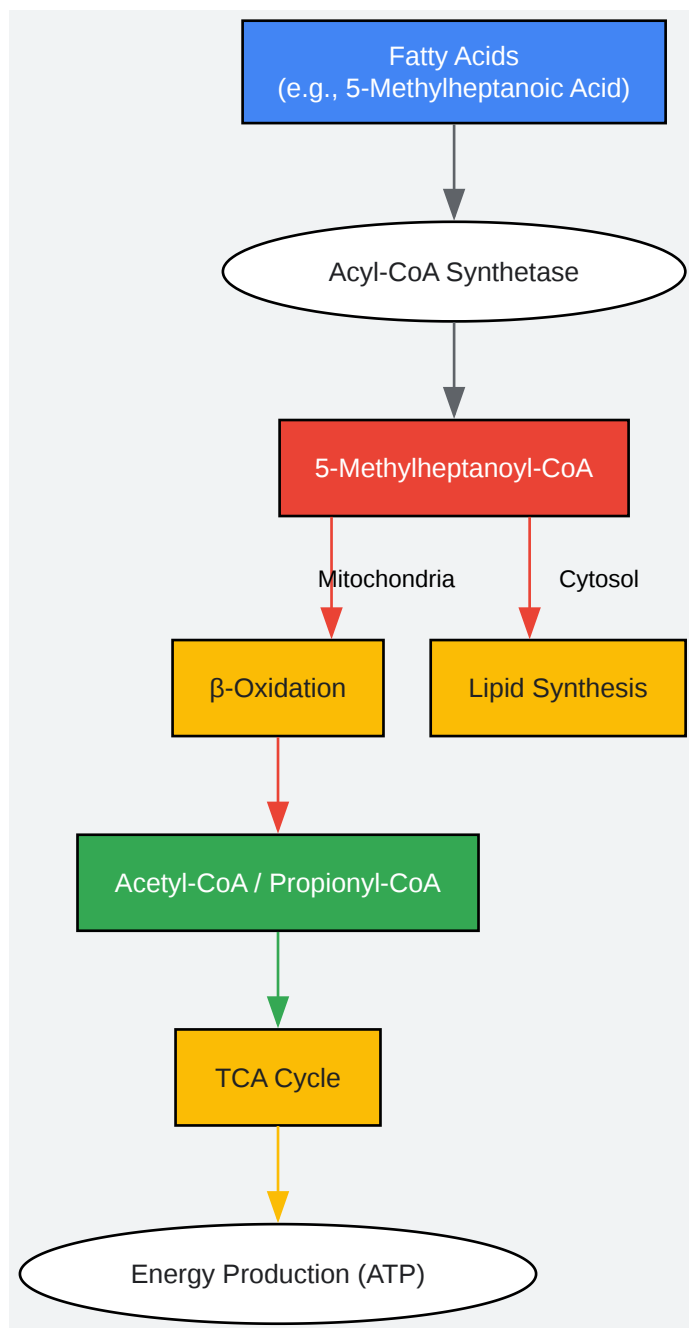 Fatty Acids
(e.g., 5-Methylheptanoic Acid)
Acyl-CoA Synthetase
5-Methylheptanoyl-CoA
Mitochondria
Cytosol
β-Oxidation
Lipid Synthesis
Acetyl-CoA / Propionyl-CoA
TCA Cycle
Energy Production (ATP)